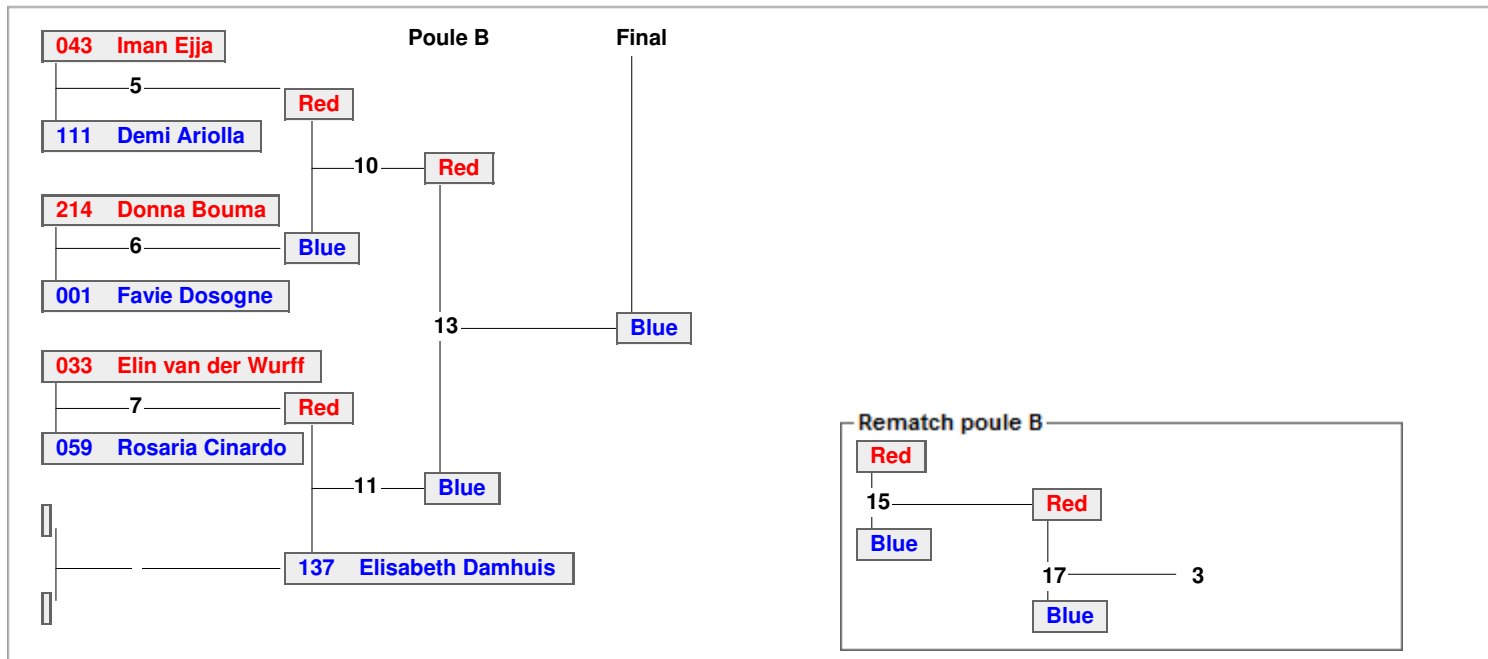 043 Iman Ejja
Poule B
Final
5
Red
111 Demi Ariolla
10
Red
214 Donna Bouma
6
Blue
001 Favie Dosogne
13
Blue
033 Elin van der Wurff
7
Red
059 Rosaria Cinardo
11
Blue
137 Elisabeth Damhuis
Rematch poule B
Red
15
Red
Blue
17
3
Blue